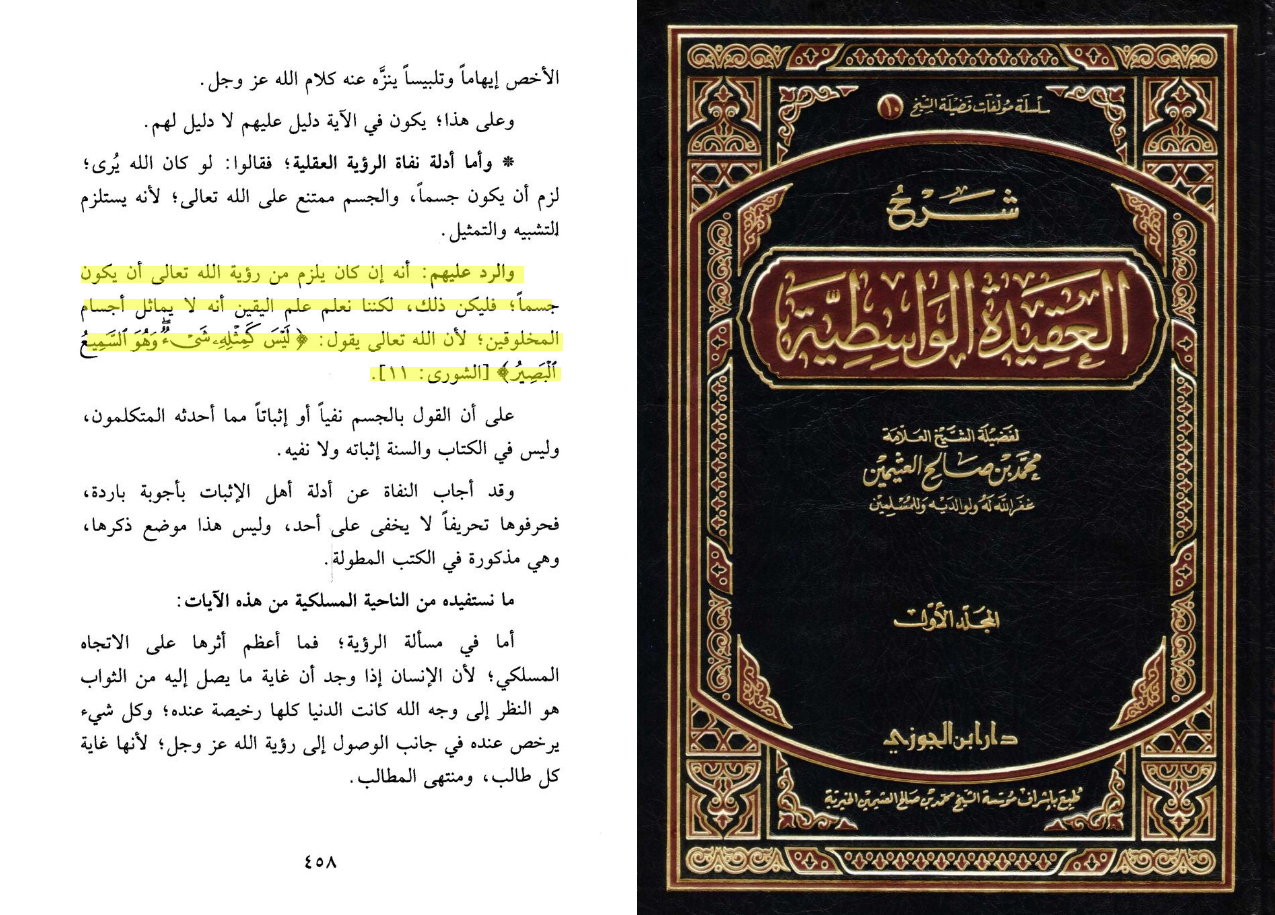 الأخص إيهاماً وتلبيساً ينزَّه عنه كلام الله عز وجل.
وعلى هذا؛ يكون في الآية دليل عليهم لا دليل لهم.
* وأما أدلة نفاة الرؤية العقلية؛ فقالوا: لو كان الله يُرى؛
لزم أن يكون جسماً، والجسم ممتنع على الله تعالى؛ لأنه يستلزم
التشبيه والتمثيل.
والرد عليهم: أنه إن كان يلزم من رؤية الله تعالى أن يكون
جسماً؛ فليكن ذلك، لكننا نعلم علم اليقين أنه لا يماثل أجسام
المخلوقين؛ لأن الله تعالى يقول: ﴿لَيْسَ كَمِثْلِهِۦ شَىْءٌۖ وَهُوَ ٱلسَّمِيعُ
ٱلْبَصِيرُ﴾ [الشورى: ١١].
على أن القول بالجسم نفياً أو إثباتاً مما أحدثه المتكلمون،
وليس في الكتاب والسنة إثباته ولا نفيه.
وقد أجاب النفاة عن أدلة أهل الإثبات بأجوبة باردة،
فحرفوها تحريفاً لا يخفى على أحد، وليس هذا موضع ذكرها،
وهي مذكورة في الكتب المطولة.
ما نستفيده من الناحية المسلكية من هذه الآيات:
أما في مسألة الرؤية؛ فما أعظم أثرها على الاتجاه
المسلكي؛ لأن الإنسان إذا وجد أن غاية ما يصل إليه من الثواب
هو النظر إلى وجه الله كانت الدنيا كلها رخيصة عنده؛ وكل شيء
يرخص عنده في جانب الوصول إلى رؤية الله عز وجل؛ لأنها غاية
كل طالب، ومنتهى المطالب.
٤٥٨
سلسلة مؤلفات فضيلة الشيخ ١٠
شرح
العقيدة الواسطية
لفضيلة الشيخ العلامة
محمد بن صالح العثيمين
غفر الله له ولوالديه وللمسلمين
المجلد الأول
دار ابن الجوزي
طبع بإشراف مؤسسة الشيخ محمد بن صالح العثيمين الخيرية